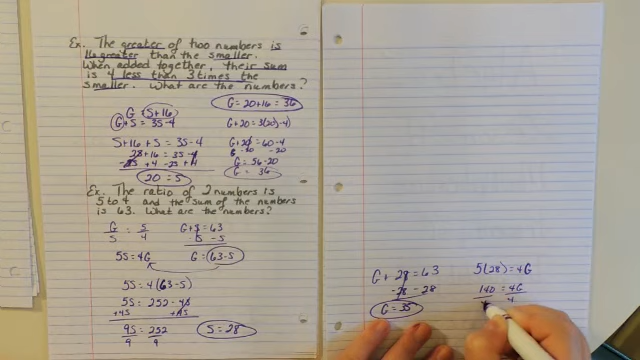 Ex. The greater of two numbers is
16 greater than the smaller.
When added together, their sum
is 4 less than 3 times the
smaller. What are the numbers?
G = 20+16 = 36
G = S+16
G+S = 3S-4
G+20 = 3(20)-4)
S+16 + S = 3S-4
G+20 = 60-4
2S+16 = 3S-4
-20 -20
-2S +4 -2S +4
G = 56-20
20 = S
G = 36
Ex. The ratio of 2 numbers is
5 to 4 and the sum of the numbers
is 63. What are the numbers?
G = 5
S 4
G+S = 63
S -S
5S = 4G
G = 63-S
5S = 4(63-S)
5S = 252-4S
+4S +4S
9S = 252
9 9
S = 28
G+28 = 63
-28 -28
G = 35
5(28) = 4G
140 = 4G
4